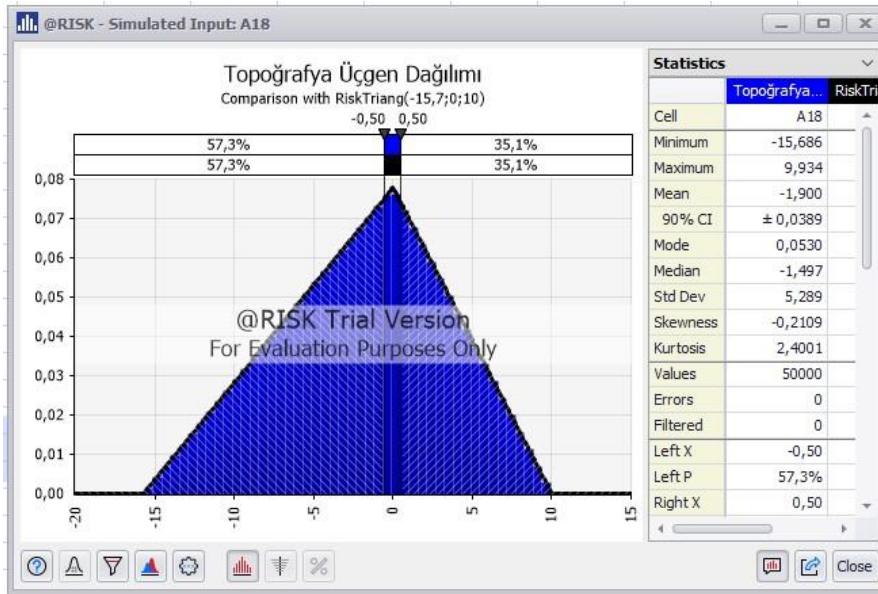 @RISK - Simulated Input: A18
Topoğrafya Üçgen Dağılımı
Comparison with RiskTriang(-15,7;0;10)
-0,50 0,50
57,3% 35,1%
57,3% 35,1%
0,08
0,07
0,06
0,05
0,04
0,03
0,02
0,01
0,00
@RISK Trial Version
For Evaluation Purposes Only
-20 -15 -10 -5 0 5 10 15
Statistics
Topoğrafya... RiskTri
Cell A18
Minimum -15,686
Maximum 9,934
Mean -1,900
90% CI ± 0,0389
Mode 0,0530
Median -1,497
Std Dev 5,289
Skewness -0,2109
Kurtosis 2,4001
Values 50000
Errors 0
Filtered 0
Left X -0,50
Left P 57,3%
Right X 0,50
Close